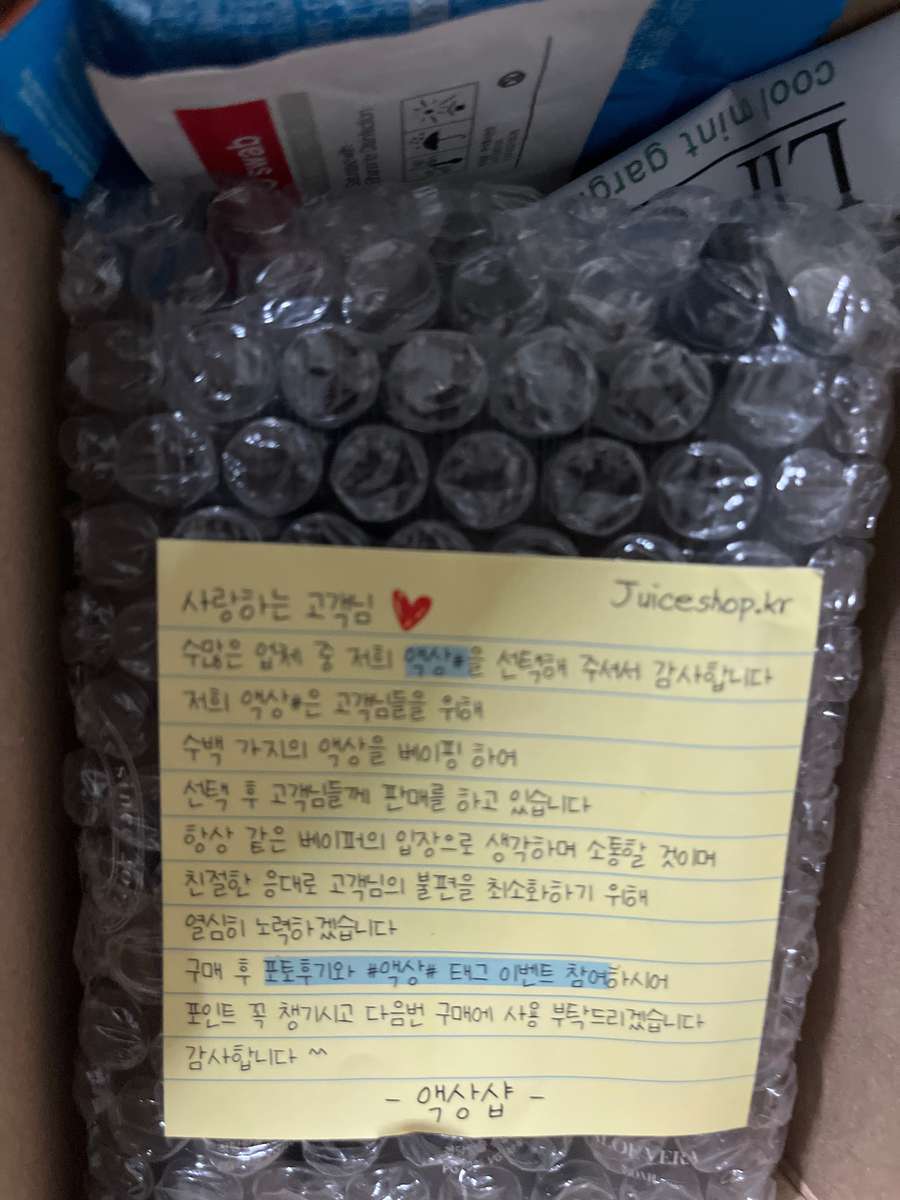 cool mint garg
Li
사랑하는 고객님 ❤ Juiceshop.kr
수많은 업체 중 저희 액상#을 선택해 주셔서 감사합니다
저희 액상#은 고객님들을 위해
수백 가지의 액상을 베이핑 하여
선택 후 고객님들께 판매를 하고 있습니다
항상 같은 베이퍼의 입장으로 생각하며 소통할 것이며
친절한 응대로 고객님의 불편을 최소화하기 위해
열심히 노력하겠습니다
구매 후 포토후기와 #액상# 태그 이벤트 참여하시어
포인트 꼭 챙기시고 다음번 구매에 사용 부탁드리겠습니다
감사합니다 ^^
- 액상샵 -
ALOE VERA